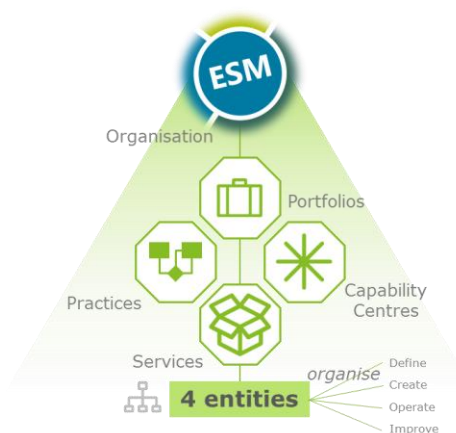 ESM
Organisation
Portfolios
Practices
Capability
Centres
Services
organise
4 entities
Define
Create
Operate
Improve